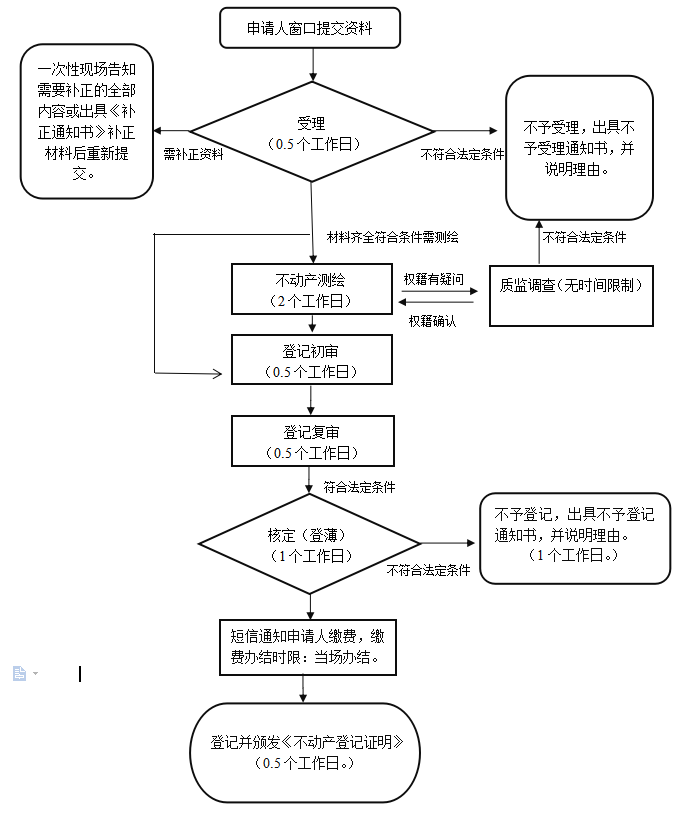 申请人窗口提交资料
一次性现场告知
需要补正的全部
内容或出具《补
正通知书》补正
材料后重新提
交。
受理
（0.5个工作日）
需补正资料
不符合法定条件
不予受理，出具不
予受理通知书，并
说明理由。
材料齐全符合条件需测绘
不符合法定条件
不动产测绘
（2个工作日）
权籍有疑问
权籍确认
质监调查（无时间限制）
登记初审
（0.5个工作日）
登记复审
（0.5个工作日）
符合法定条件
核定（登薄）
（1个工作日）
不符合法定条件
不予登记，出具不予登记
通知书，并说明理由。
（1个工作日。）
短信通知申请人缴费，缴
费办结时限：当场办结。
登记并颁发《不动产登记证明》
（0.5个工作日。）